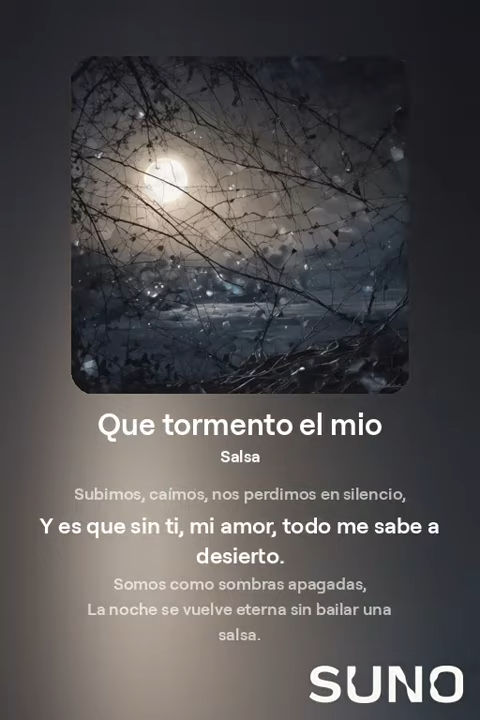 Que tormento el mio
Salsa
Subimos, caímos, nos perdimos en silencio,
Y es que sin ti, mi amor, todo me sabe a
desierto.
Somos como sombras apagadas,
La noche se vuelve eterna sin bailar una
salsa.
SUNO